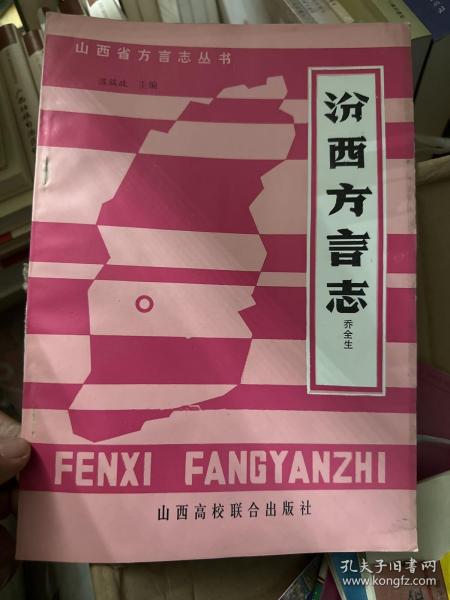 山西省方言志丛书
温端政 主编
汾西方言志
乔全生
FENXI FANGYANZHI
山西高校联合出版社
孔夫子旧书网
www.kongfz.com